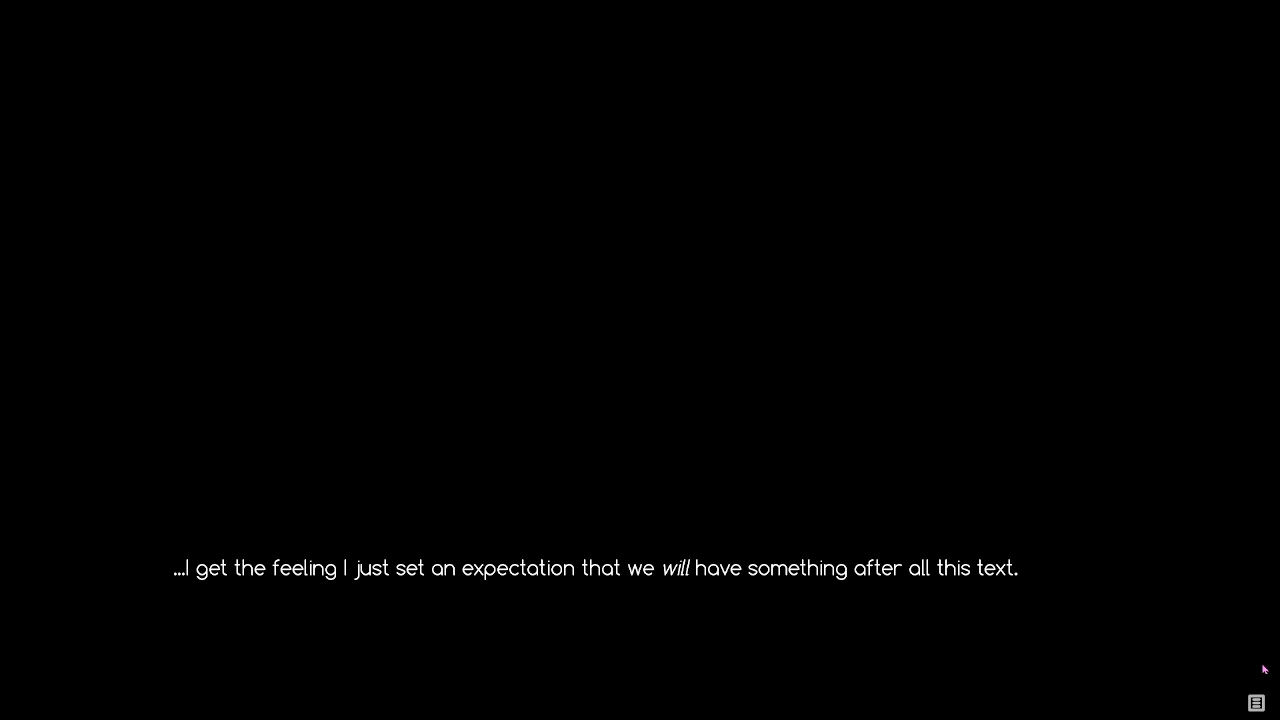 ...I get the feeling I just set an expectation that we will have something after all this text.